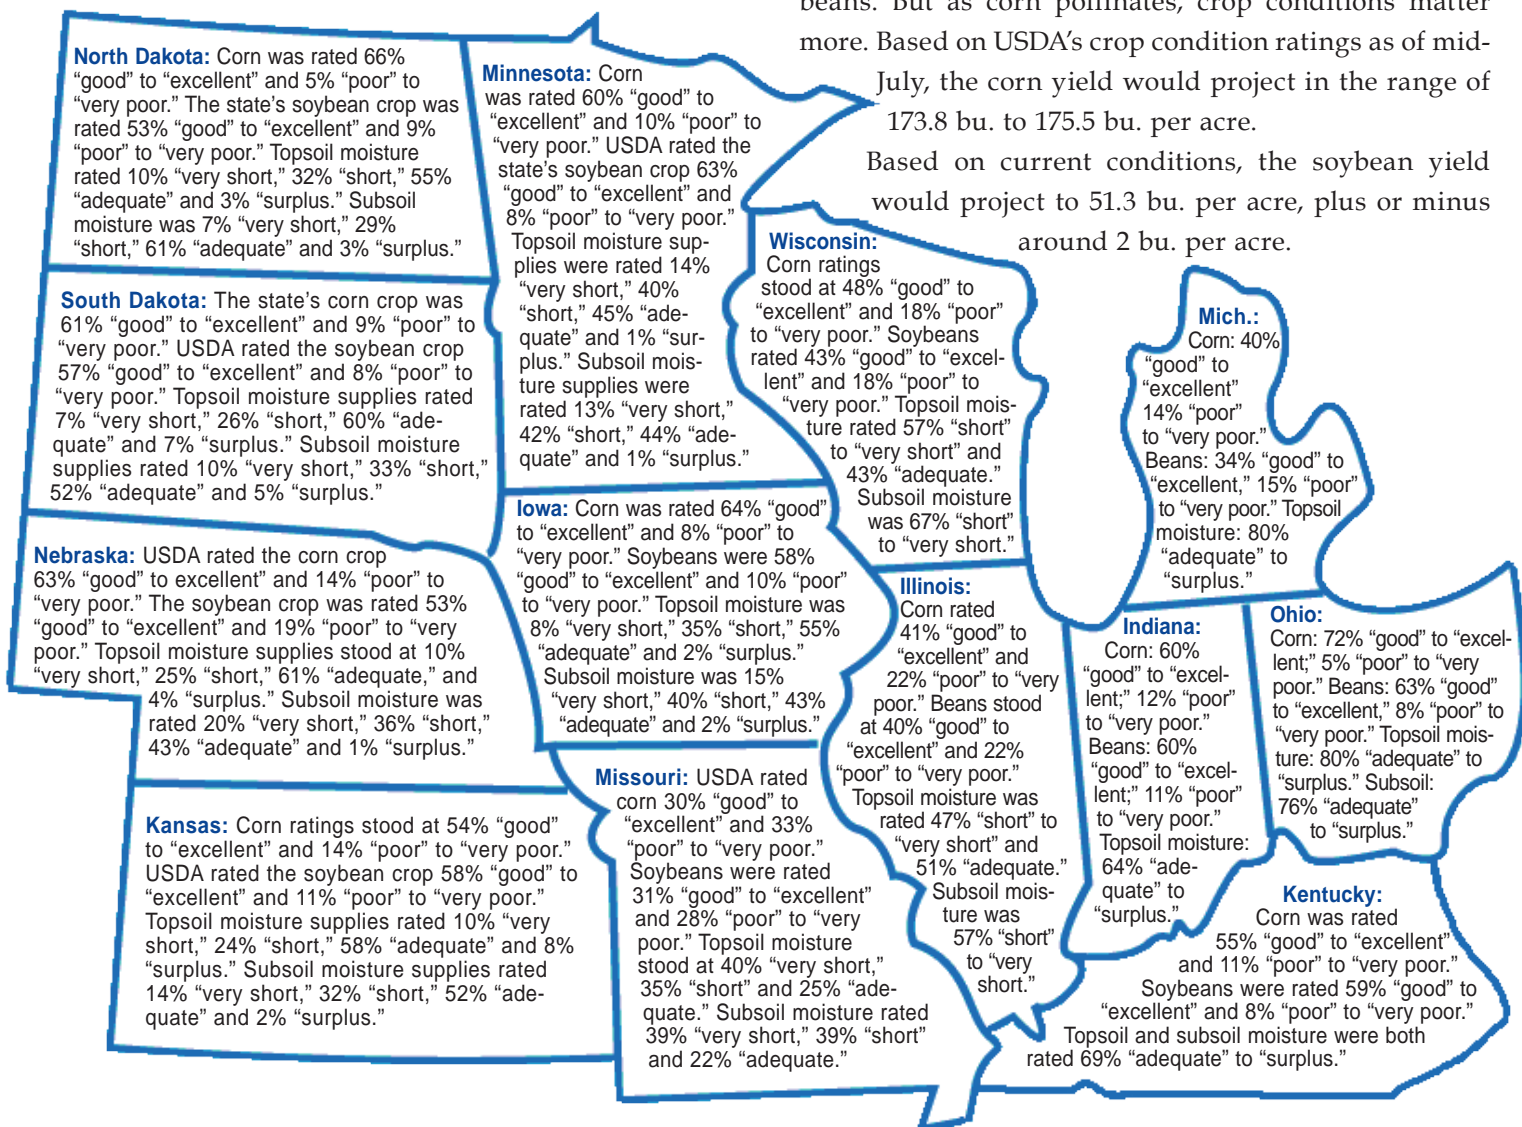 beans. But as corn pollinates, crop conditions matter
more. Based on USDA’s crop condition ratings as of mid-
July, the corn yield would project in the range of
173.8 bu. to 175.5 bu. per acre.
Based on current conditions, the soybean yield
would project to 51.3 bu. per acre, plus or minus
around 2 bu. per acre.
North Dakota: Corn was rated 66%
“good” to “excellent” and 5% “poor” to
“very poor.” The state’s soybean crop was
rated 53% “good” to “excellent” and 9%
“poor” to “very poor.” Topsoil moisture
rated 10% “very short,” 32% “short,” 55%
“adequate” and 3% “surplus.” Subsoil
moisture was 7% “very short,” 29%
“short,” 61% “adequate” and 3% “surplus.”
Minnesota: Corn
was rated 60% “good” to
“excellent” and 10% “poor” to
“very poor.” USDA rated the
state’s soybean crop 63%
“good” to “excellent” and
8% “poor” to “very poor.”
Topsoil moisture sup-
plies were rated 14%
“very short,” 40%
“short,” 45% “ade-
quate” and 1% “sur-
plus.” Subsoil mois-
ture supplies were
rated 13% “very short,”
42% “short,” 44% “ade-
quate” and 1% “surplus.”
Wisconsin:
Corn ratings
stood at 48% “good” to
“excellent” and 18% “poor”
to “very poor.” Soybeans
rated 43% “good” to “excel-
lent” and 18% “poor” to
“very poor.” Topsoil mois-
ture rated 57% “short”
to “very short” and
43% “adequate.”
Subsoil moisture
was 67% “short”
to “very short.”
Mich.:
Corn: 40%
“good” to
“excellent”
14% “poor”
to “very poor.”
Beans: 34% “good” to
“excellent,” 15% “poor”
to “very poor.” Topsoil
moisture: 80%
“adequate” to
“surplus.”
South Dakota: The state’s corn crop was
61% “good” to “excellent” and 9% “poor” to
“very poor.” USDA rated the soybean crop
57% “good” to “excellent” and 8% “poor” to
“very poor.” Topsoil moisture supplies rated
7% “very short,” 26% “short,” 60% “ade-
quate” and 7% “surplus.” Subsoil moisture
supplies rated 10% “very short,” 33% “short,”
52% “adequate” and 5% “surplus.”
Iowa: Corn was rated 64% “good”
to “excellent” and 8% “poor” to
“very poor.” Soybeans were 58%
“good” to “excellent” and 10% “poor”
to “very poor.” Topsoil moisture was
8% “very short,” 35% “short,” 55%
“adequate” and 2% “surplus.”
Subsoil moisture was 15%
“very short,” 40% “short,” 43%
“adequate” and 2% “surplus.”
Nebraska: USDA rated the corn crop
63% “good” to excellent” and 14% “poor” to
“very poor.” The soybean crop was rated 53%
“good” to “excellent” and 19% “poor” to “very
poor.” Topsoil moisture supplies stood at 10%
“very short,” 25% “short,” 61% “adequate,” and
4% “surplus.” Subsoil moisture was
rated 20% “very short,” 36% “short,”
43% “adequate” and 1% “surplus.”
Illinois:
Corn rated
41% “good” to
“excellent” and
22% “poor” to “very
poor.” Beans stood
at 40% “good” to
“excellent” and 22%
“poor” to “very poor.”
Topsoil moisture was
rated 47% “short” to
“very short” and
51% “adequate.”
Subsoil mois-
ture was
57% “short”
to “very
short.”
Indiana:
Corn: 60%
“good” to “excel-
lent;” 12% “poor”
to “very poor.”
Beans: 60%
“good” to “excel-
lent;” 11% “poor”
to “very poor.”
Topsoil moisture:
64% “ade-
quate” to
“surplus.”
Ohio:
Corn: 72% “good” to “excel-
lent;” 5% “poor” to “very
poor.” Beans: 63% “good”
to “excellent,” 8% “poor” to
“very poor.” Topsoil mois-
ture: 80% “adequate” to
“surplus.” Subsoil:
76% “adequate”
to “surplus.”
Missouri: USDA rated
corn 30% “good” to
“excellent” and 33%
“poor” to “very poor.”
Soybeans were rated
31% “good” to “excellent”
and 28% “poor” to “very
poor.” Topsoil moisture
stood at 40% “very short,”
35% “short” and 25% “ade-
quate.” Subsoil moisture rated
39% “very short,” 39% “short”
and 22% “adequate.”
Kansas: Corn ratings stood at 54% “good”
to “excellent” and 14% “poor” to “very poor.”
USDA rated the soybean crop 58% “good” to
“excellent” and 11% “poor” to “very poor.”
Topsoil moisture supplies rated 10% “very
short,” 24% “short,” 58% “adequate” and 8%
“surplus.” Subsoil moisture supplies rated
14% “very short,” 32% “short,” 52% “ade-
quate” and 2% “surplus.”
Kentucky:
Corn was rated
55% “good” to “excellent”
and 11% “poor” to “very poor.”
Soybeans were rated 59% “good” to
“excellent” and 8% “poor” to “very poor.”
Topsoil and subsoil moisture were both
rated 69% “adequate” to “surplus.”